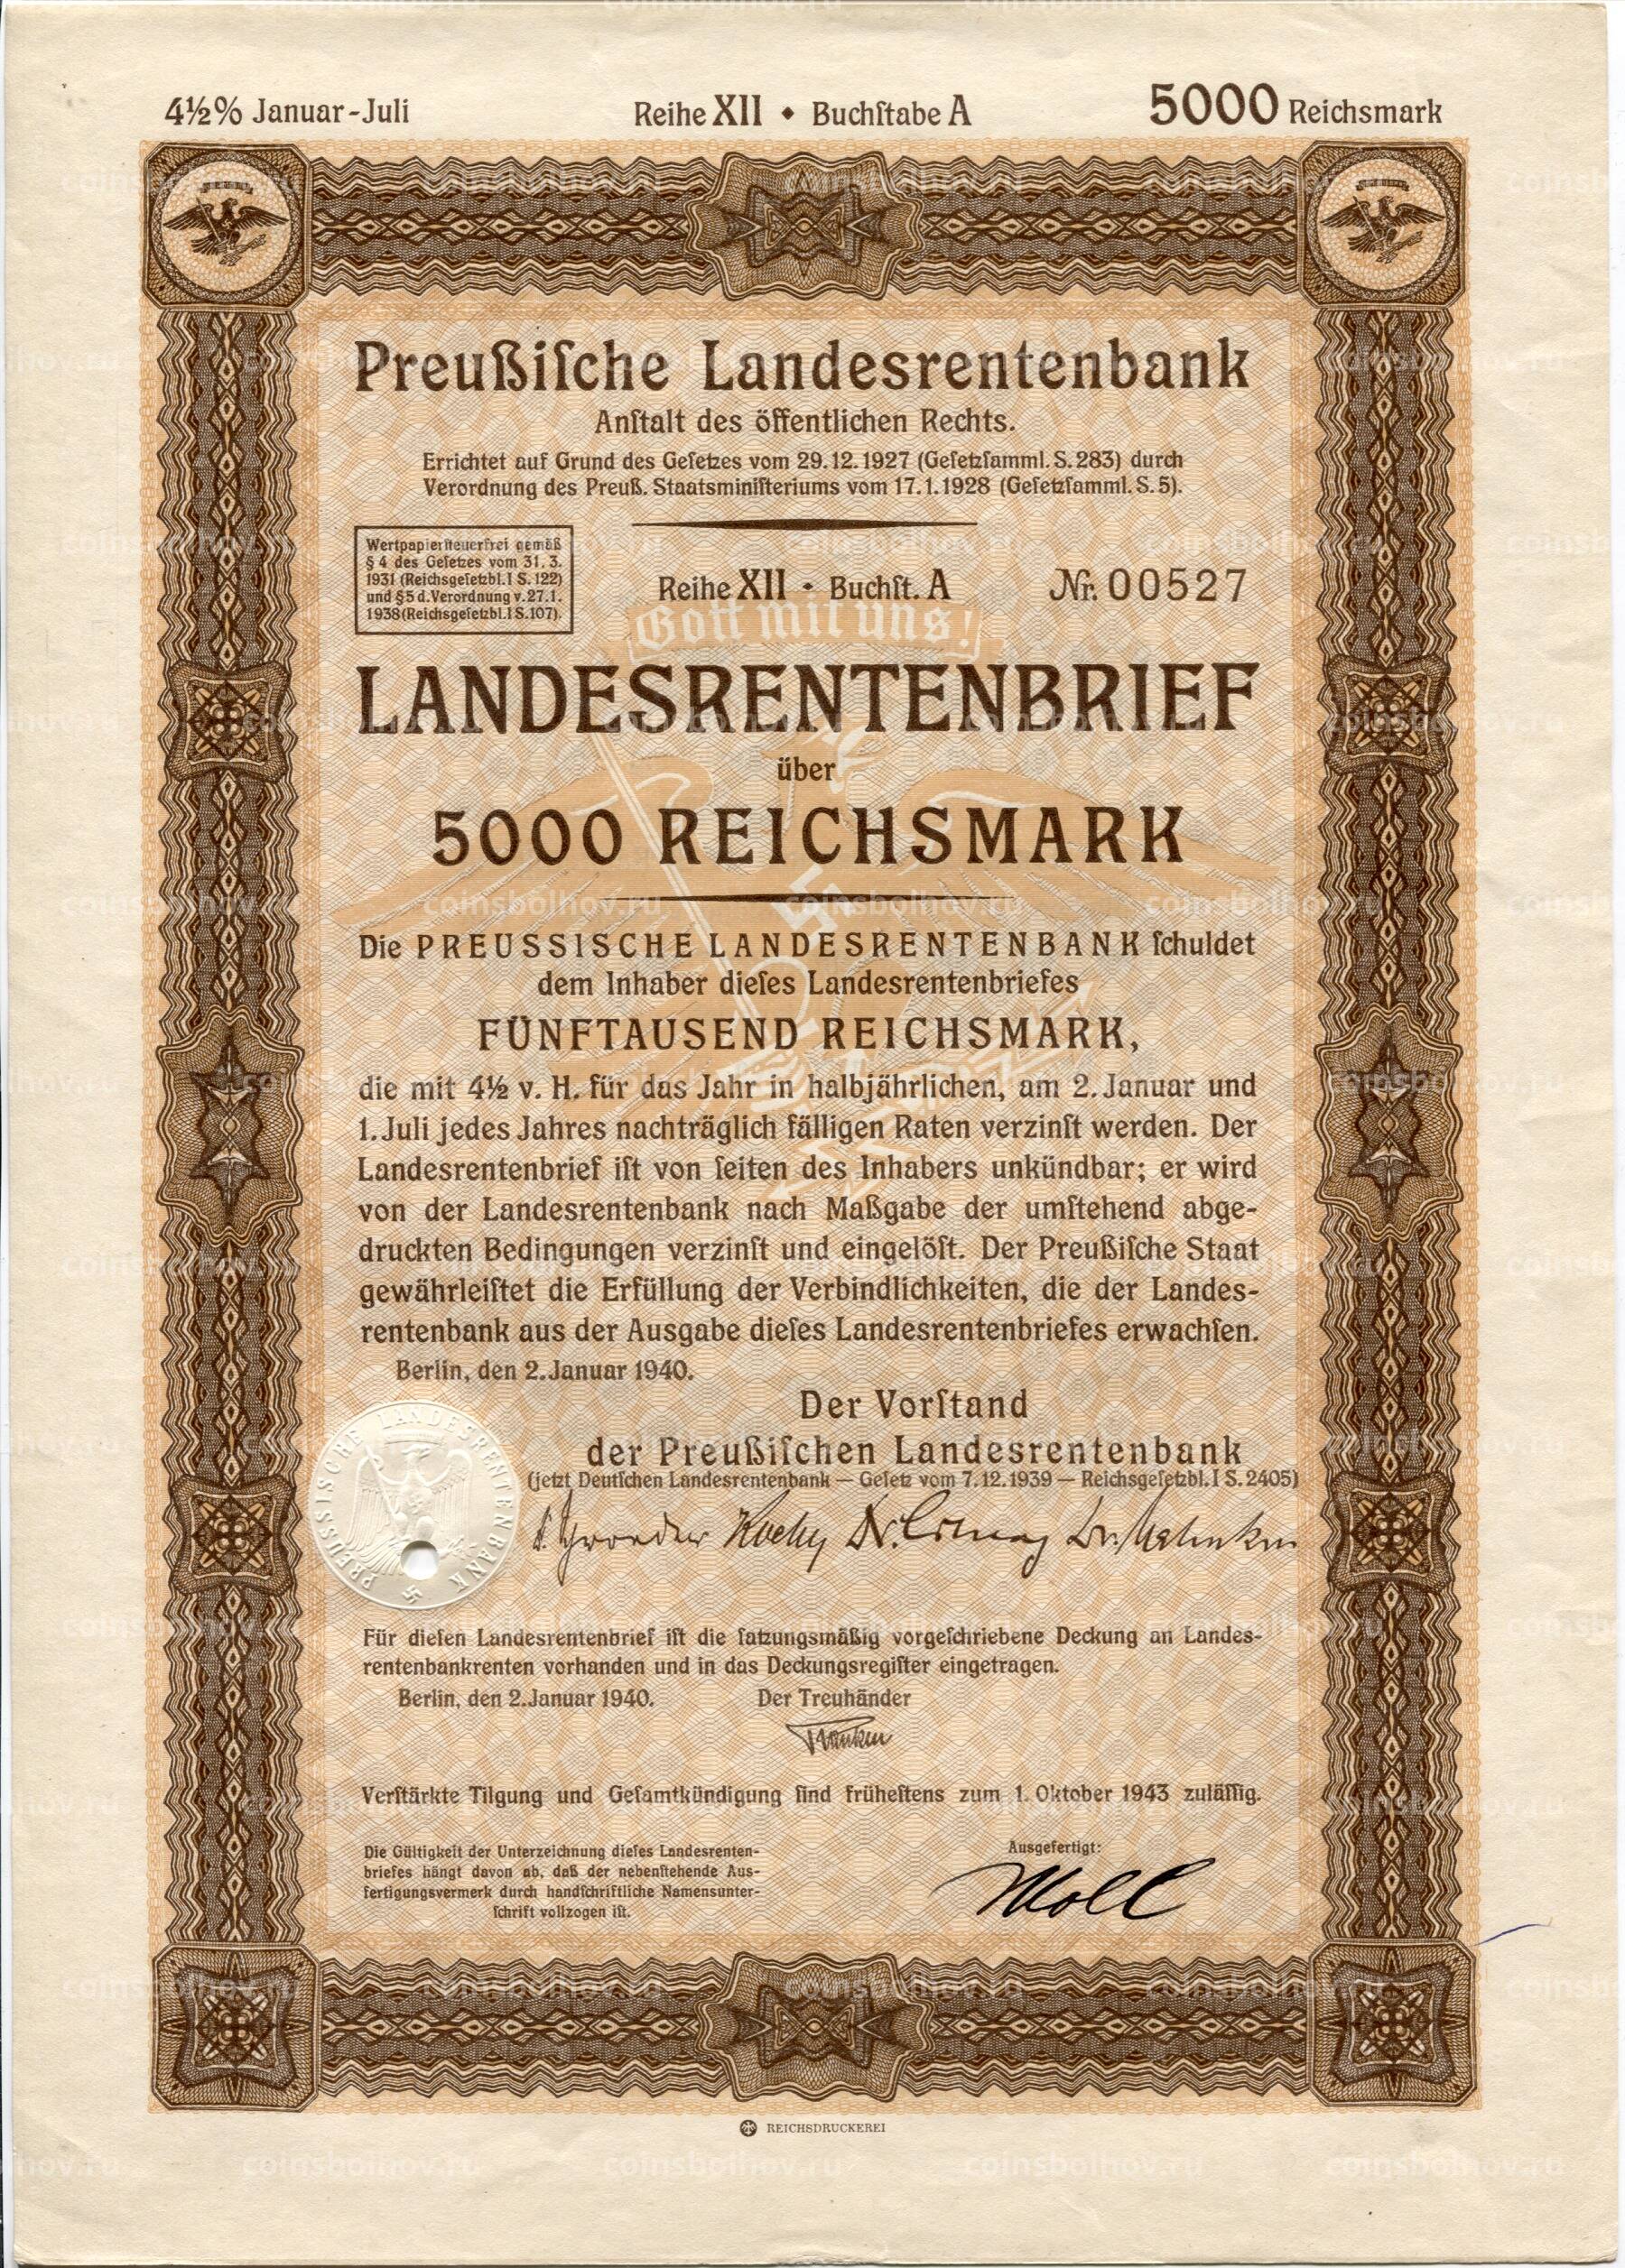 4½% Januar-Juli
Reihe XII • Buchſtabe A
5000 Reichsmark
Preußiſche Landesrentenbank
Anſtalt des öffentlichen Rechts.
Errichtet auf Grund des Geſetzes vom 29.12.1927 (Geſetzſamml. S. 283) durch
Verordnung des Preuß. Staatsminiſteriums vom 17.1.1928 (Geſetzſamml. S. 5).
Wertpapierſteuerfrei gemäß
§ 4 des Geſetzes vom 31. 3.
1931 (Reichsgeſetzbl. I S. 122)
und § 5 d. Verordnung v. 27.1.
1938 (Reichsgeſetzbl. I S. 107).
Reihe XII • Buchſt. A
Nr. 00527
Gott mit uns!
LANDESRENTENBRIEF
über
5000 REICHSMARK
Die PREUSSISCHE LANDESRENTENBANK ſchuldet
dem Inhaber dieſes Landesrentenbriefes
FÜNFTAUSEND REICHSMARK,
die mit 4½ v. H. für das Jahr in halbjährlichen, am 2. Januar und
1. Juli jedes Jahres nachträglich fälligen Raten verzinſt werden. Der
Landesrentenbrief iſt von ſeiten des Inhabers unkündbar; er wird
von der Landesrentenbank nach Maßgabe der umſtehend abge-
druckten Bedingungen verzinſt und eingelöſt. Der Preußiſche Staat
gewährleiſtet die Erfüllung der Verbindlichkeiten, die der Landes-
rentenbank aus der Ausgabe dieſes Landesrentenbriefes erwachſen.
Berlin, den 2. Januar 1940.
Der Vorſtand
der Preußiſchen Landesrentenbank
(jetzt Deutſchen Landesrentenbank — Geſetz vom 7.12.1939 — Reichsgeſetzbl. I S. 2405)
PREUSSISCHE LANDESRENTENBANK
Für dieſen Landesrentenbrief iſt die ſatzungsmäßig vorgeſchriebene Deckung an Landes-
rentenbankrenten vorhanden und in das Deckungsregiſter eingetragen.
Berlin, den 2. Januar 1940.
Der Treuhänder
Verſtärkte Tilgung und Geſamtkündigung ſind früheſtens zum 1. Oktober 1943 zuläſſig.
Die Gültigkeit der Unterzeichnung dieſes Landesrenten-
briefes hängt davon ab, daß der nebenſtehende Aus-
fertigungsvermerk durch handſchriftliche Namensunter-
ſchrift vollzogen iſt.
Ausgefertigt:
Moll
REICHSDRUCKEREI
coinsbolhov.ru